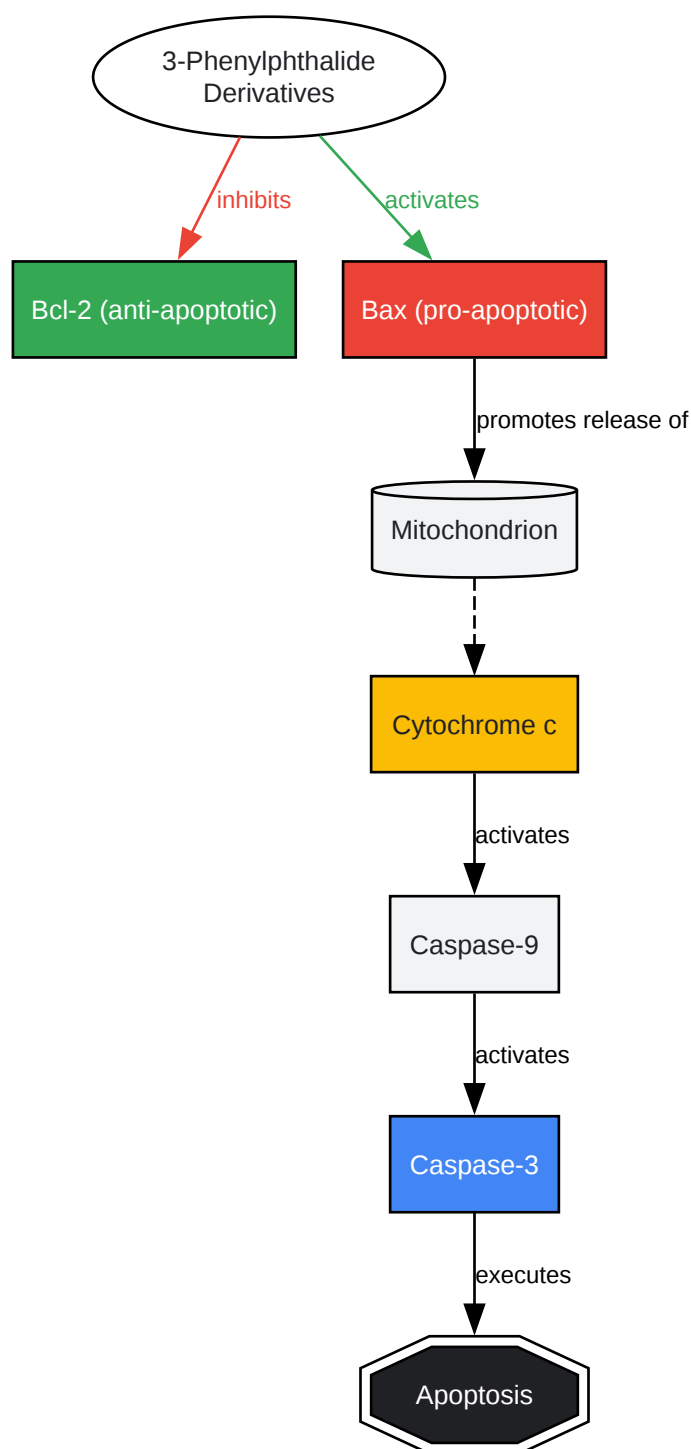 3-Phenylphthalide
Derivatives
inhibits
activates
Bcl-2 (anti-apoptotic)
Bax (pro-apoptotic)
promotes release of
Mitochondrion
Cytochrome c
activates
Caspase-9
activates
Caspase-3
executes
Apoptosis